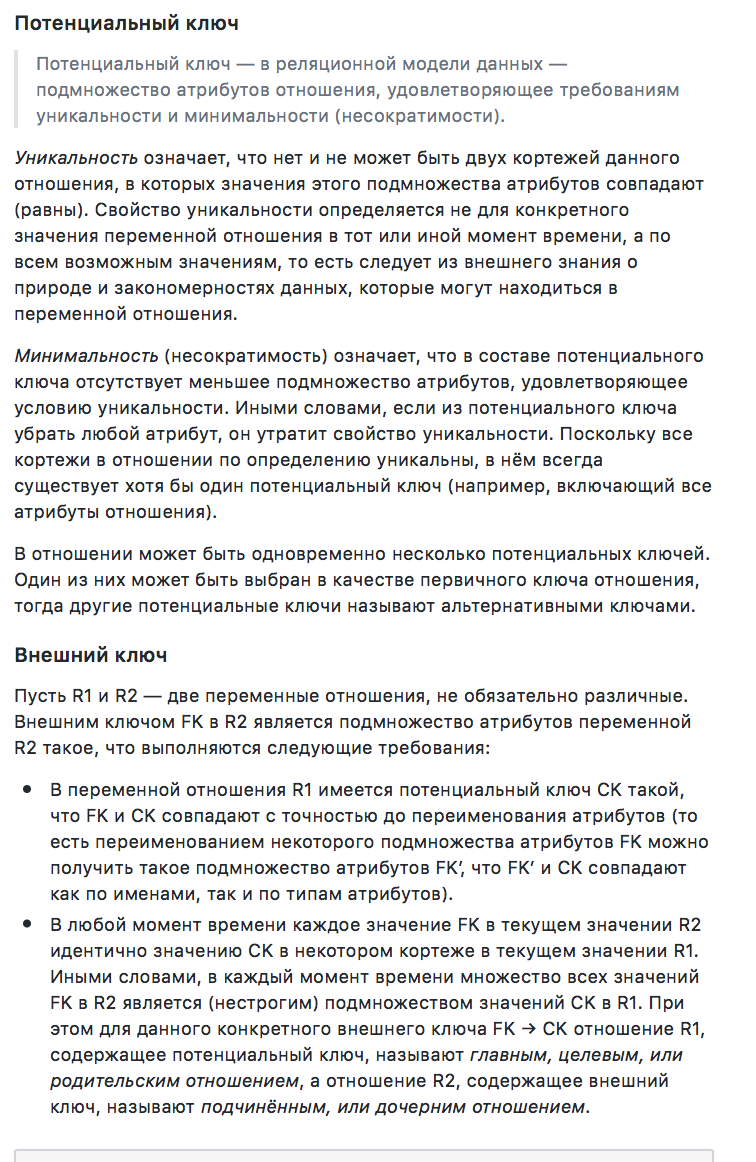 Потенциальный ключ
Потенциальный ключ — в реляционной модели данных —
подмножество атрибутов отношения, удовлетворяющее требованиям
уникальности и минимальности (несократимости).
Уникальность означает, что нет и не может быть двух кортежей данного
отношения, в которых значения этого подмножества атрибутов совпадают
(равны). Свойство уникальности определяется не для конкретного
значения переменной отношения в тот или иной момент времени, а по
всем возможным значениям, то есть следует из внешнего знания о
природе и закономерностях данных, которые могут находиться в
переменной отношения.
Минимальность (несократимость) означает, что в составе потенциального
ключа отсутствует меньшее подмножество атрибутов, удовлетворяющее
условию уникальности. Иными словами, если из потенциального ключа
убрать любой атрибут, он утратит свойство уникальности. Поскольку все
кортежи в отношении по определению уникальны, в нём всегда
существует хотя бы один потенциальный ключ (например, включающий все
атрибуты отношения).
В отношении может быть одновременно несколько потенциальных ключей.
Один из них может быть выбран в качестве первичного ключа отношения,
тогда другие потенциальные ключи называют альтернативными ключами.
Внешний ключ
Пусть R1 и R2 — две переменные отношения, не обязательно различные.
Внешним ключом FK в R2 является подмножество атрибутов переменной
R2 такое, что выполняются следующие требования:
• В переменной отношения R1 имеется потенциальный ключ CK такой,
что FK и CK совпадают с точностью до переименования атрибутов (то
есть переименованием некоторого подмножества атрибутов FK можно
получить такое подмножество атрибутов FK’, что FK’ и CK совпадают
как по именами, так и по типам атрибутов).
• В любой момент времени каждое значение FK в текущем значении R2
идентично значению CK в некотором кортеже в текущем значении R1.
Иными словами, в каждый момент времени множество всех значений
FK в R2 является (нестрогим) подмножеством значений CK в R1. При
этом для данного конкретного внешнего ключа FK → CK отношение R1,
содержащее потенциальный ключ, называют главным, целевым, или
родительским отношением, а отношение R2, содержащее внешний
ключ, называют подчинённым, или дочерним отношением.